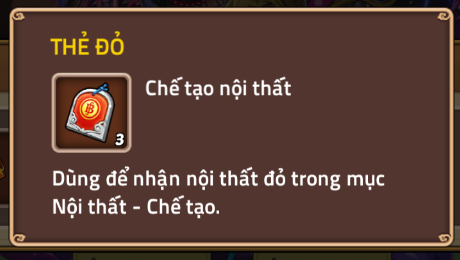 THẺ ĐỎ
Chế tạo nội thất
3
Dùng để nhận nội thất đỏ trong mục
Nội thất - Chế tạo.